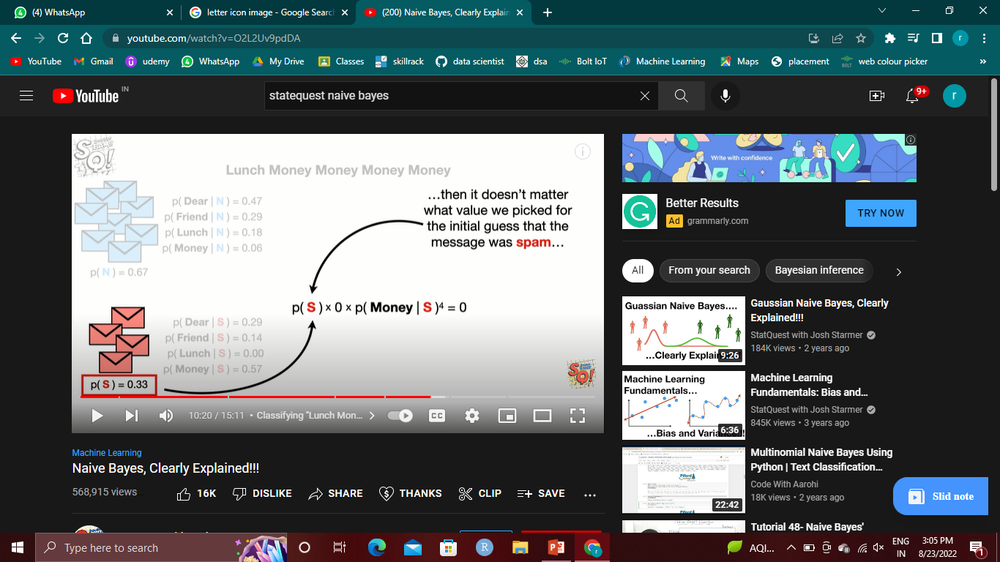 (4) WhatsApp
letter icon image - Google Search
(200) Naive Bayes, Clearly Explain
youtube.com/watch?v=O2L2Uv9pdDA
r
YouTube
Gmail
udemy
WhatsApp
My Drive
Classes
skillrack
data scientist
dsa
Bolt IoT
Machine Learning
Maps
placement
BOLT
web colour picker
»
YouTube IN
statequest naive bayes
9+
r
SQ!
Lunch Money Money Money Money
p( Dear | N ) = 0.47
p( Friend | N ) = 0.29
p( Lunch | N ) = 0.18
p( Money | N ) = 0.06
p( N ) = 0.67
…then it doesn’t matter
what value we picked for
the initial guess that the
message was spam…
p( S ) x 0 x p( Money | S )⁴ = 0
p( Dear | S ) = 0.29
p( Friend | S ) = 0.14
p( Lunch | S ) = 0.00
p( Money | S ) = 0.57
p( S ) = 0.33
SQ!
10:20 / 15:11 • Classifying "Lunch Mon...
CC
Machine Learning
Naive Bayes, Clearly Explained!!!
568,915 views
16K
DISLIKE
SHARE
THANKS
CLIP
SAVE
Write with confidence
Better Results
Ad grammarly.com
TRY NOW
All
From your search
Bayesian inference
Guassian Naive Bayes….
…Clearly Explain
9:26
Gaussian Naive Bayes, Clearly
Explained!!!
StatQuest with Josh Starmer
184K views • 2 years ago
Machine Learning
Fundamentals…
…Bias and Variance!!!
6:36
Machine Learning
Fundamentals: Bias and...
StatQuest with Josh Starmer
845K views • 3 years ago
22:42
Multinomial Naive Bayes Using
Python | Text Classification...
Code With Aarohi
18K views • 2 years ago
Slid note
Tutorial 48- Naive Bayes'
Type here to search
R
AQI...
ENG
IN
3:05 PM
8/23/2022
1